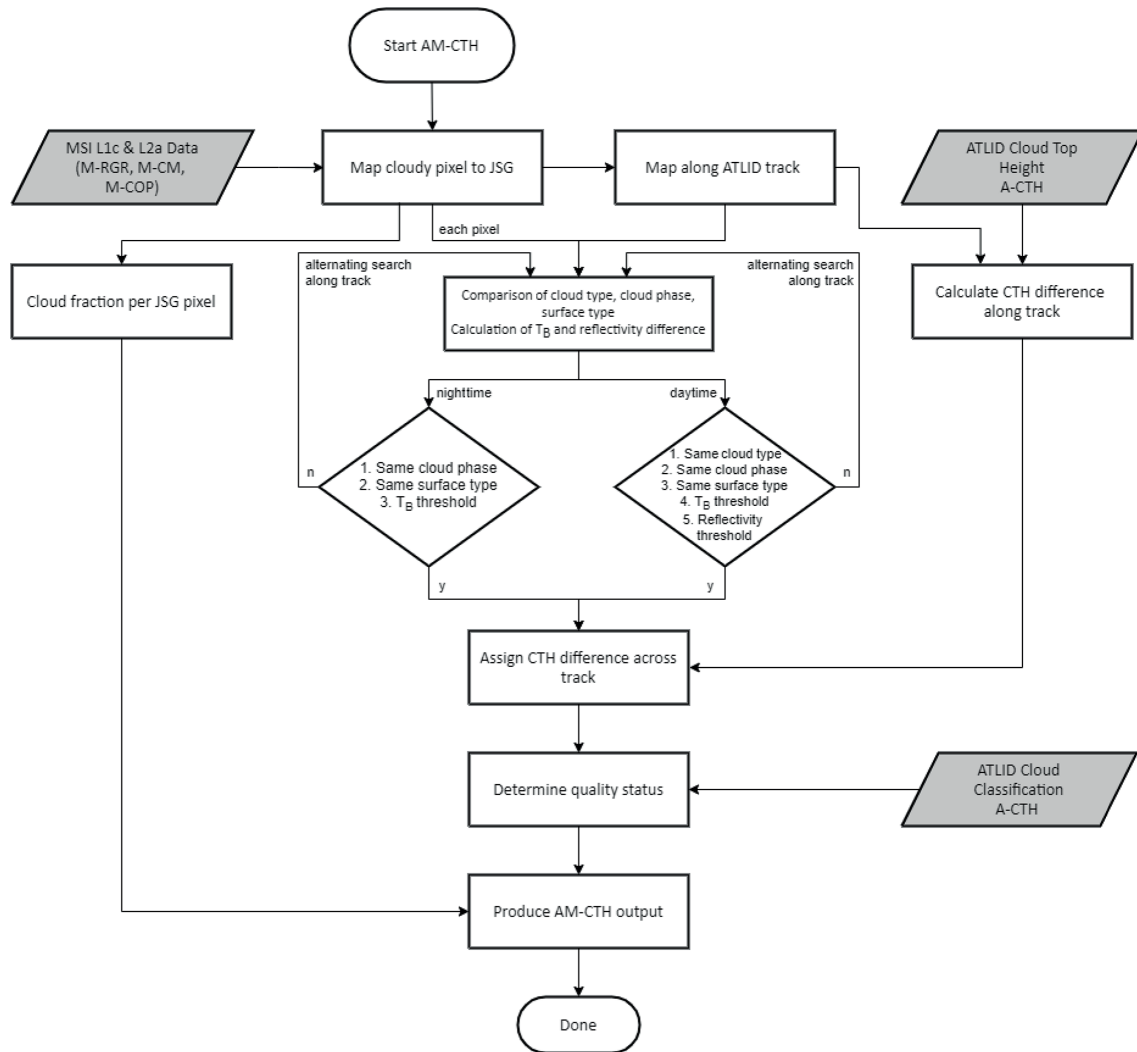 Start AM-CTH
MSI L1c & L2a Data
(M-RGR, M-CM,
M-COP)
Map cloudy pixel to JSG
Map along ATLID track
ATLID Cloud Top
Height
A-CTH
each pixel
Cloud fraction per JSG pixel
alternating search
along track
Comparison of cloud type, cloud phase,
surface type
Calculation of TB and reflectivity difference
alternating search
along track
Calculate CTH difference
along track
nighttime
daytime
n
1. Same cloud phase
2. Same surface type
3. TB threshold
1. Same cloud type
2. Same cloud phase
3. Same surface type
4. TB threshold
5. Reflectivity
threshold
n
y
y
Assign CTH difference across
track
Determine quality status
ATLID Cloud
Classification
A-CTH
Produce AM-CTH output
Done